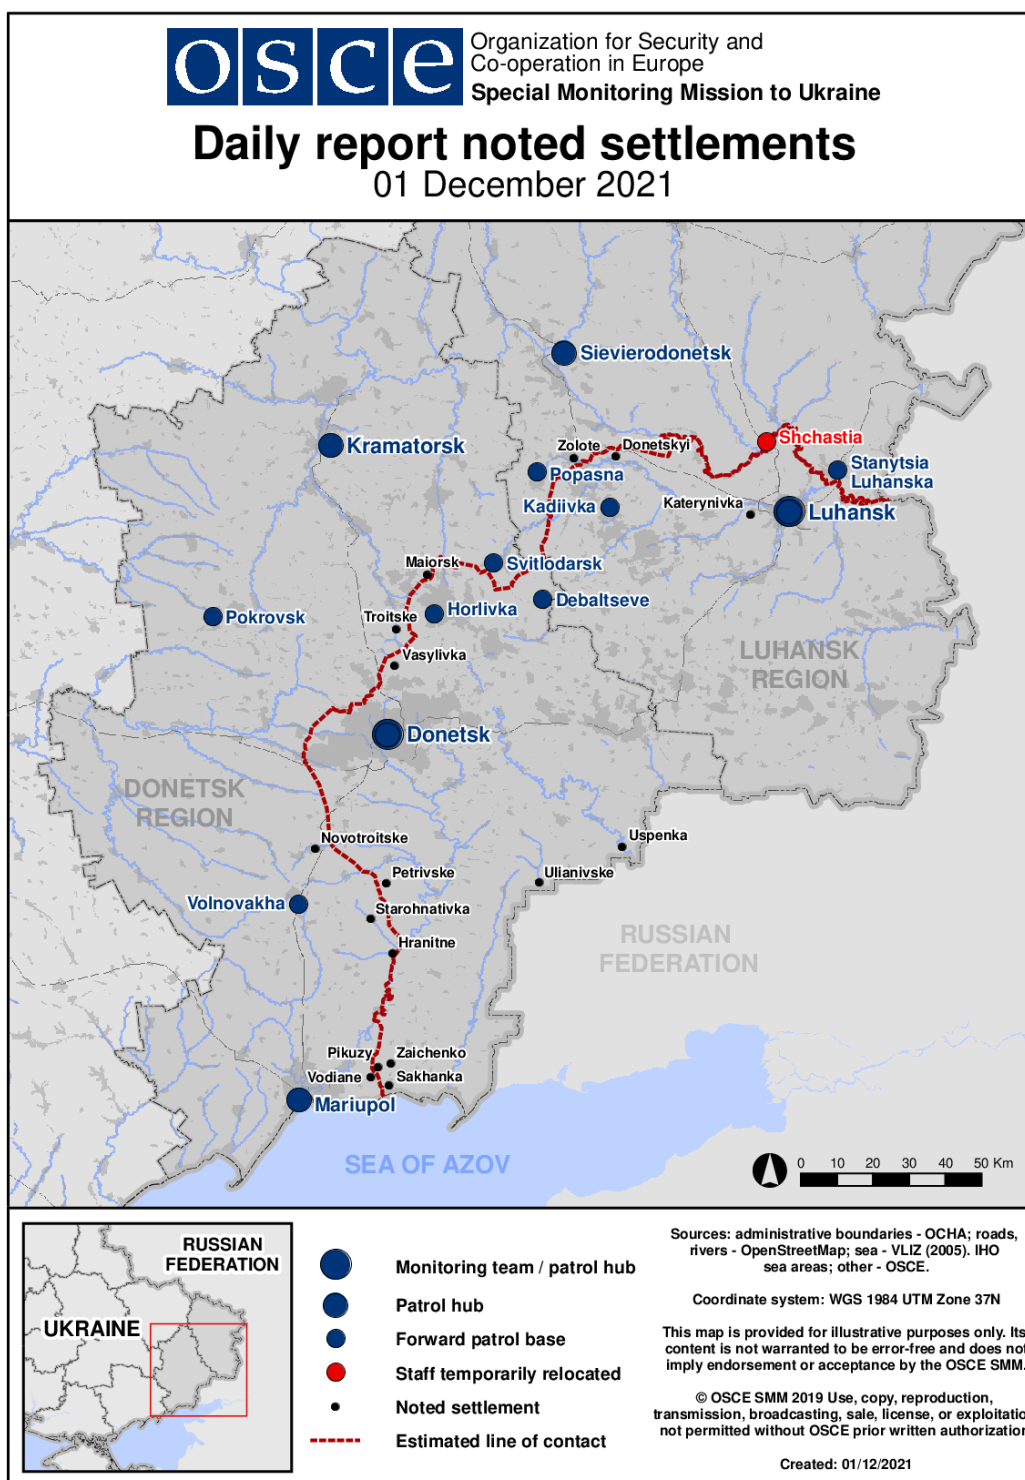 osce
Organization for Security and
Co-operation in Europe
Special Monitoring Mission to Ukraine
Daily report noted settlements
01 December 2021
Sievierodonetsk
Kramatorsk
Zolote
Donetskyi
Shchastia
Popasna
Stanytsia
Luhanska
Kadiivka
Katerynivka
Luhansk
Maiorsk
Svitlodarsk
Debaltseve
Horlivka
Pokrovsk
Troitske
Vasylivka
LUHANSK
REGION
Donetsk
DONETSK
REGION
Novotroitske
Uspenka
Petrivske
Ulianivske
Volnovakha
Starohnativka
Hranitne
RUSSIAN
FEDERATION
Pikuzy
Zaichenko
Vodiane
Sakhanka
Mariupol
SEA OF AZOV
0 10 20 30 40 50 Km
RUSSIAN
FEDERATION
UKRAINE
Monitoring team / patrol hub
Patrol hub
Forward patrol base
Staff temporarily relocated
Noted settlement
Estimated line of contact
Sources: administrative boundaries - OCHA; roads,
rivers - OpenStreetMap; sea - VLIZ (2005). IHO
sea areas; other - OSCE.
Coordinate system: WGS 1984 UTM Zone 37N
This map is provided for illustrative purposes only. Its
content is not warranted to be error-free and does not
imply endorsement or acceptance by the OSCE SMM.
© OSCE SMM 2019 Use, copy, reproduction,
transmission, broadcasting, sale, license, or exploitatio
not permitted without OSCE prior written authorization
Created: 01/12/2021